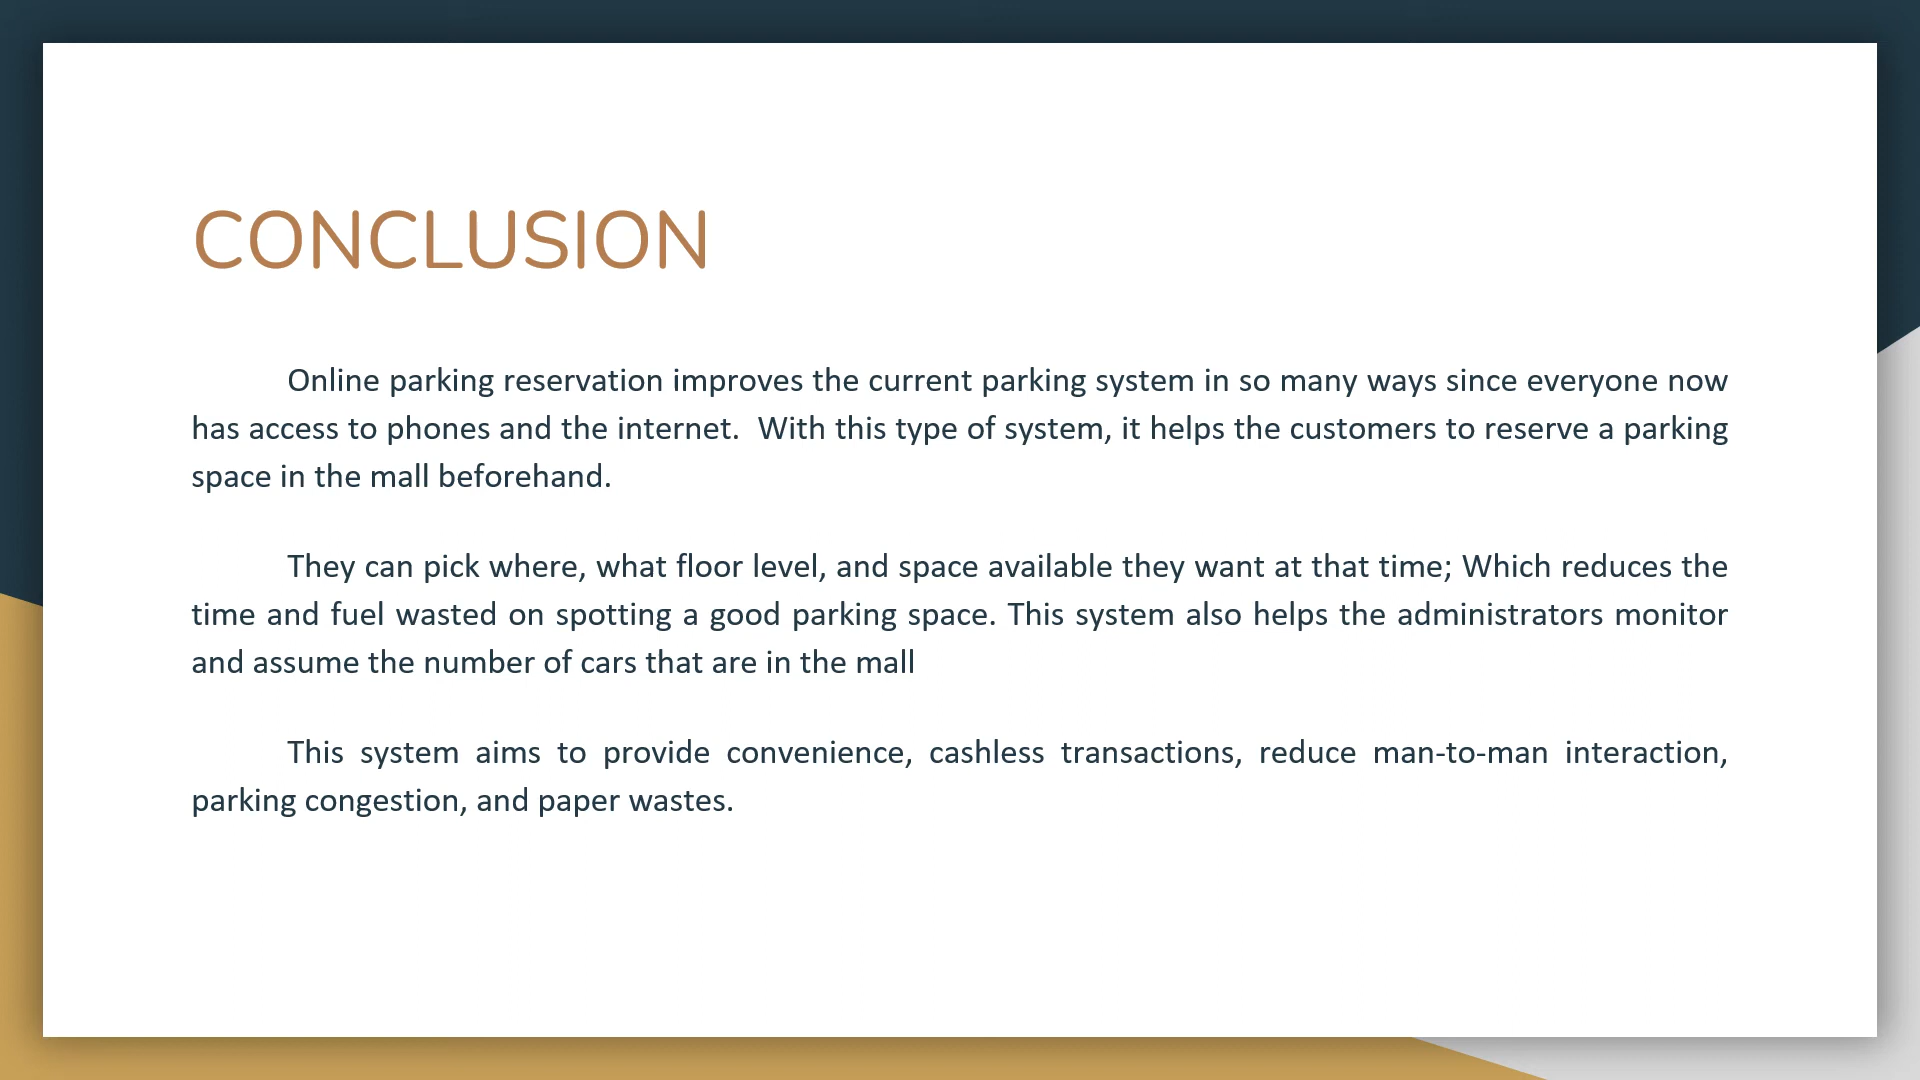 CONCLUSION
Online parking reservation improves the current parking system in so many ways since everyone now
has access to phones and the internet.  With this type of system, it helps the customers to reserve a parking
space in the mall beforehand.
They can pick where, what floor level, and space available they want at that time; Which reduces the
time and fuel wasted on spotting a good parking space. This system also helps the administrators monitor
and assume the number of cars that are in the mall
This system aims to provide convenience, cashless transactions, reduce man-to-man interaction,
parking congestion, and paper wastes.